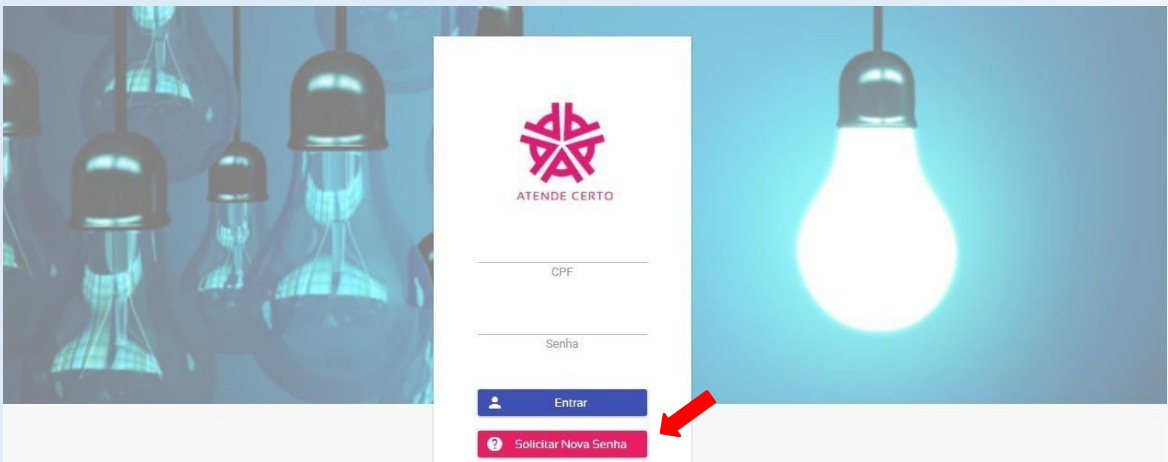 ATENDE CERTO
CPF
Senha
Entrar
Solicitar Nova Senha